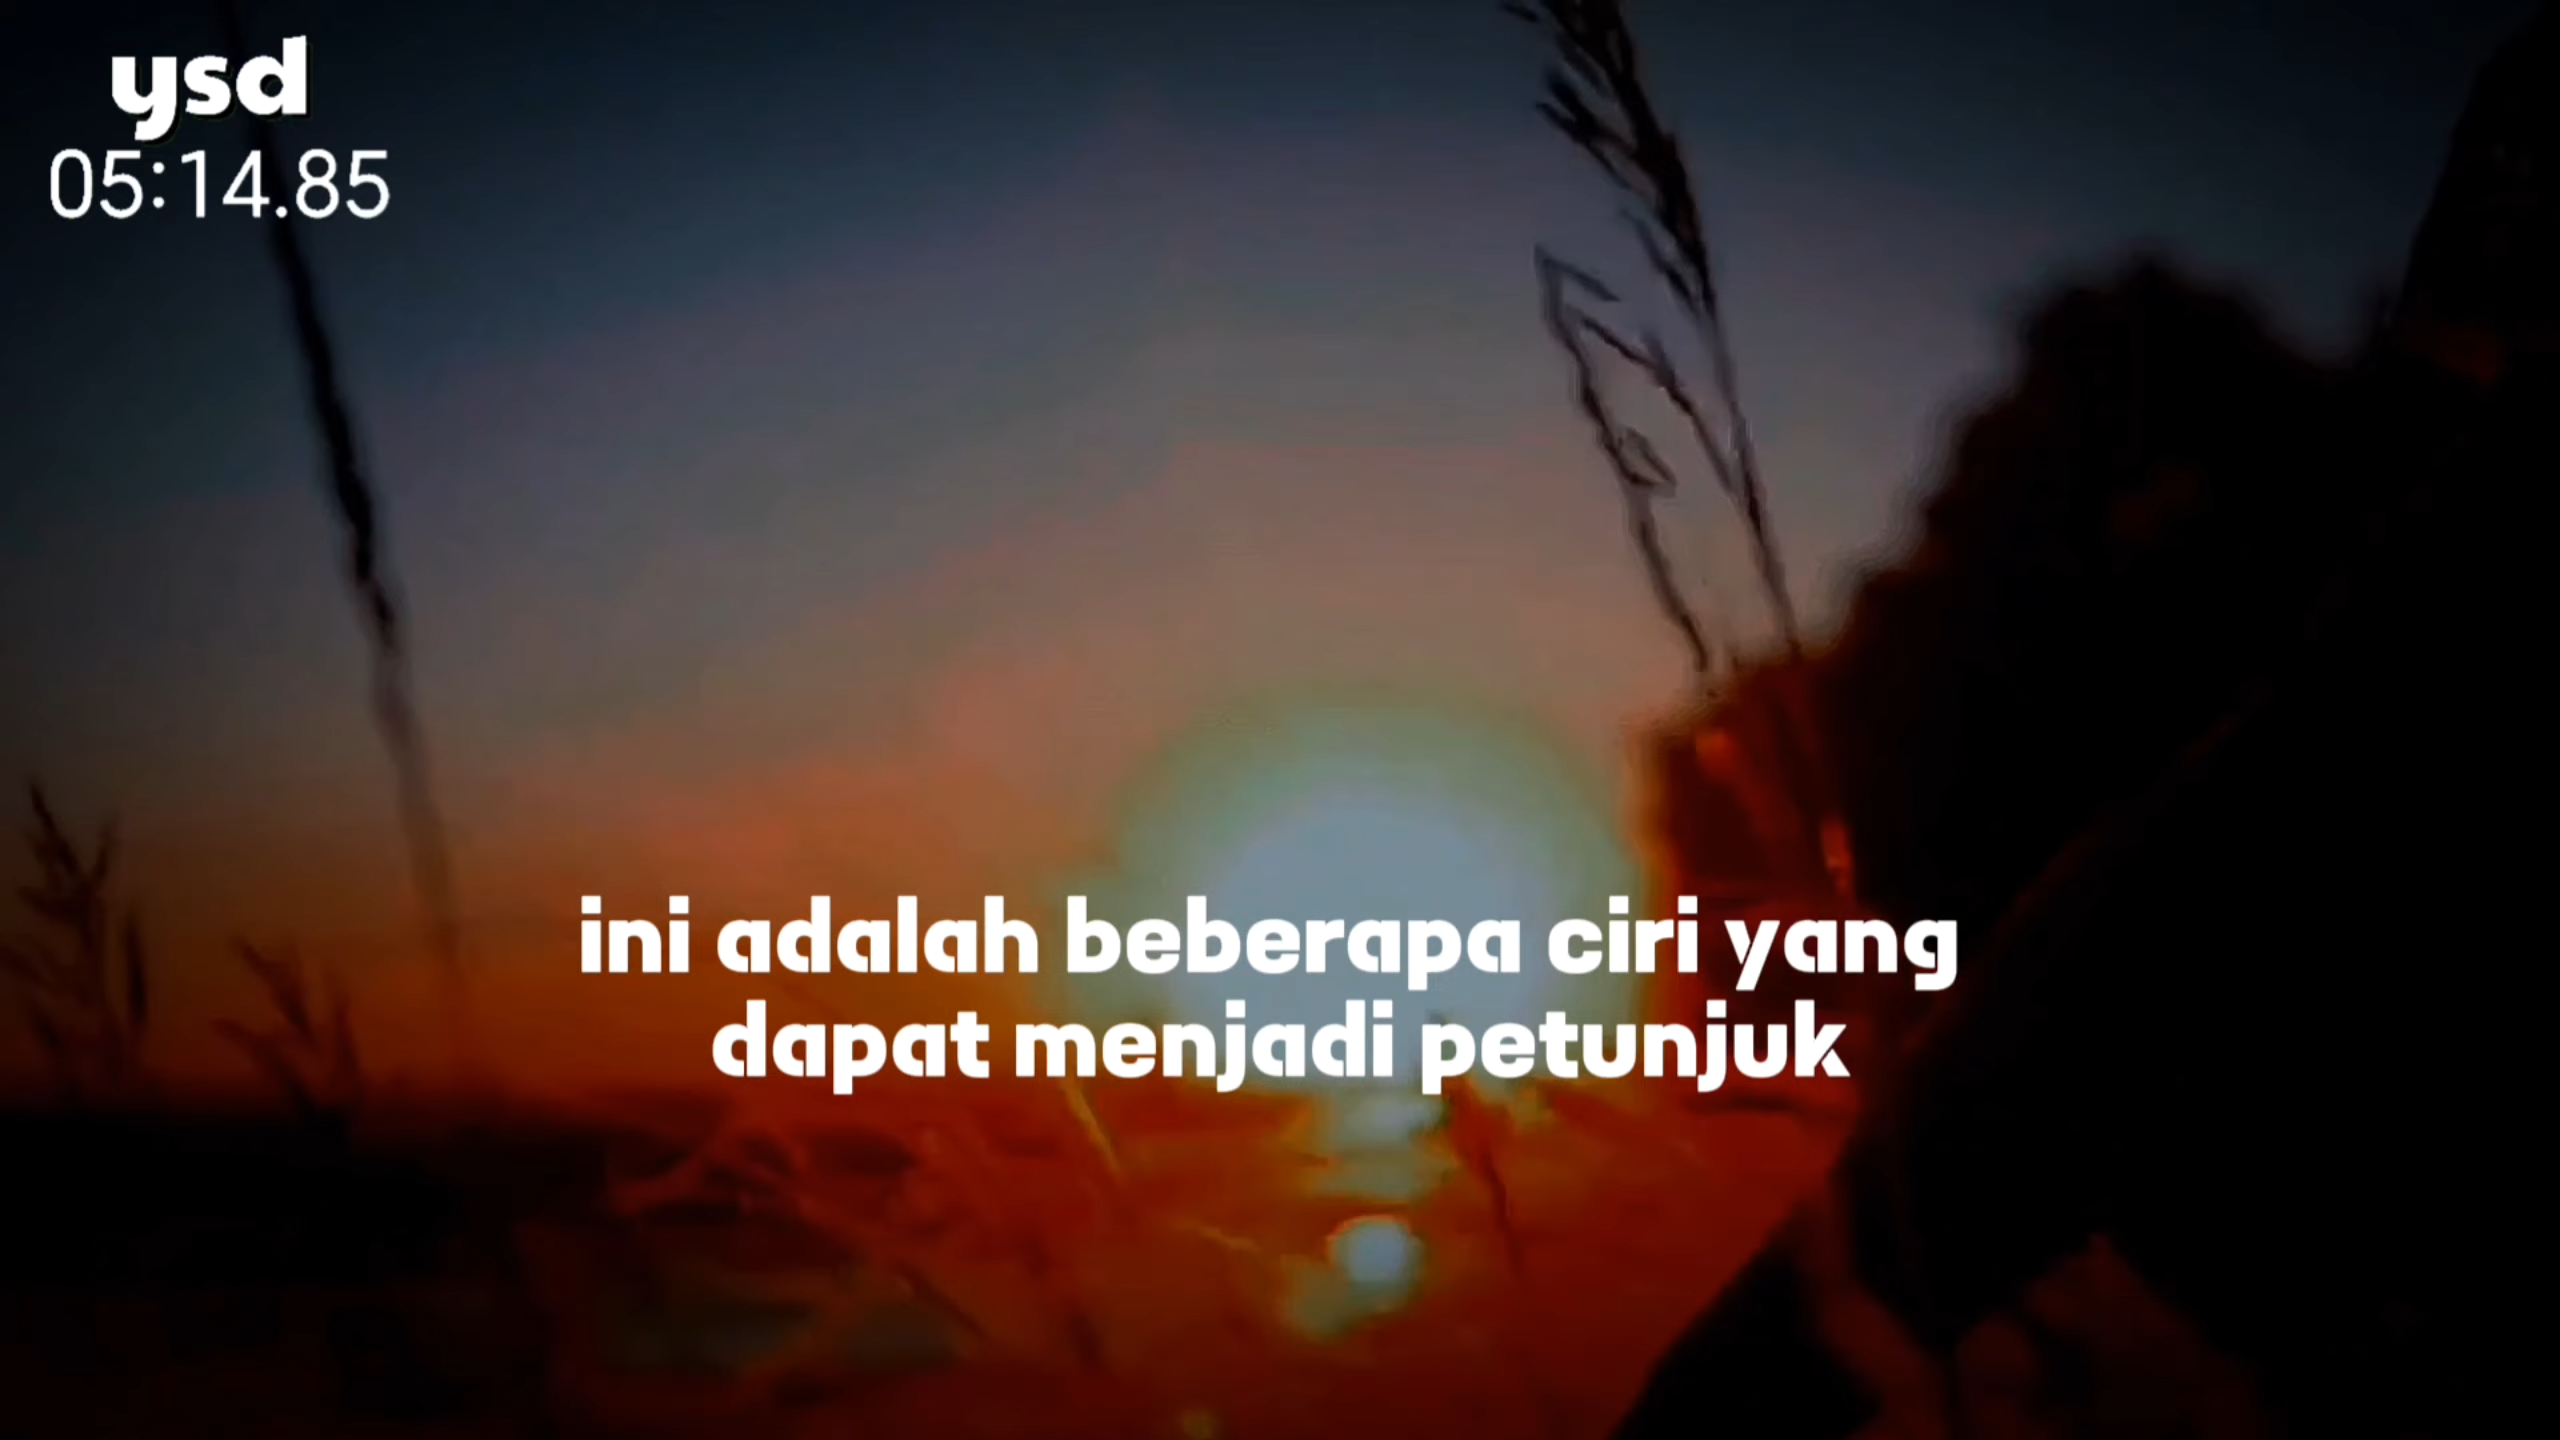 ysd
05:14.85
ini adalah beberapa ciri yang
dapat menjadi petunjuk